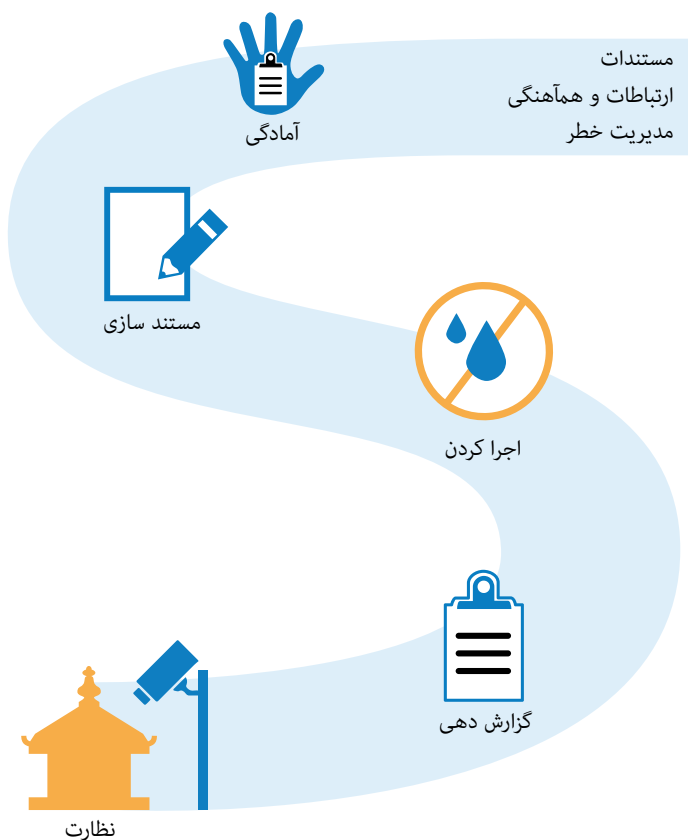 مستندات
ارتباطات و هماهنگی
مدیریت خطر
آمادگی
مستند سازی
اجرا کردن
گزارش دهی
نظارت